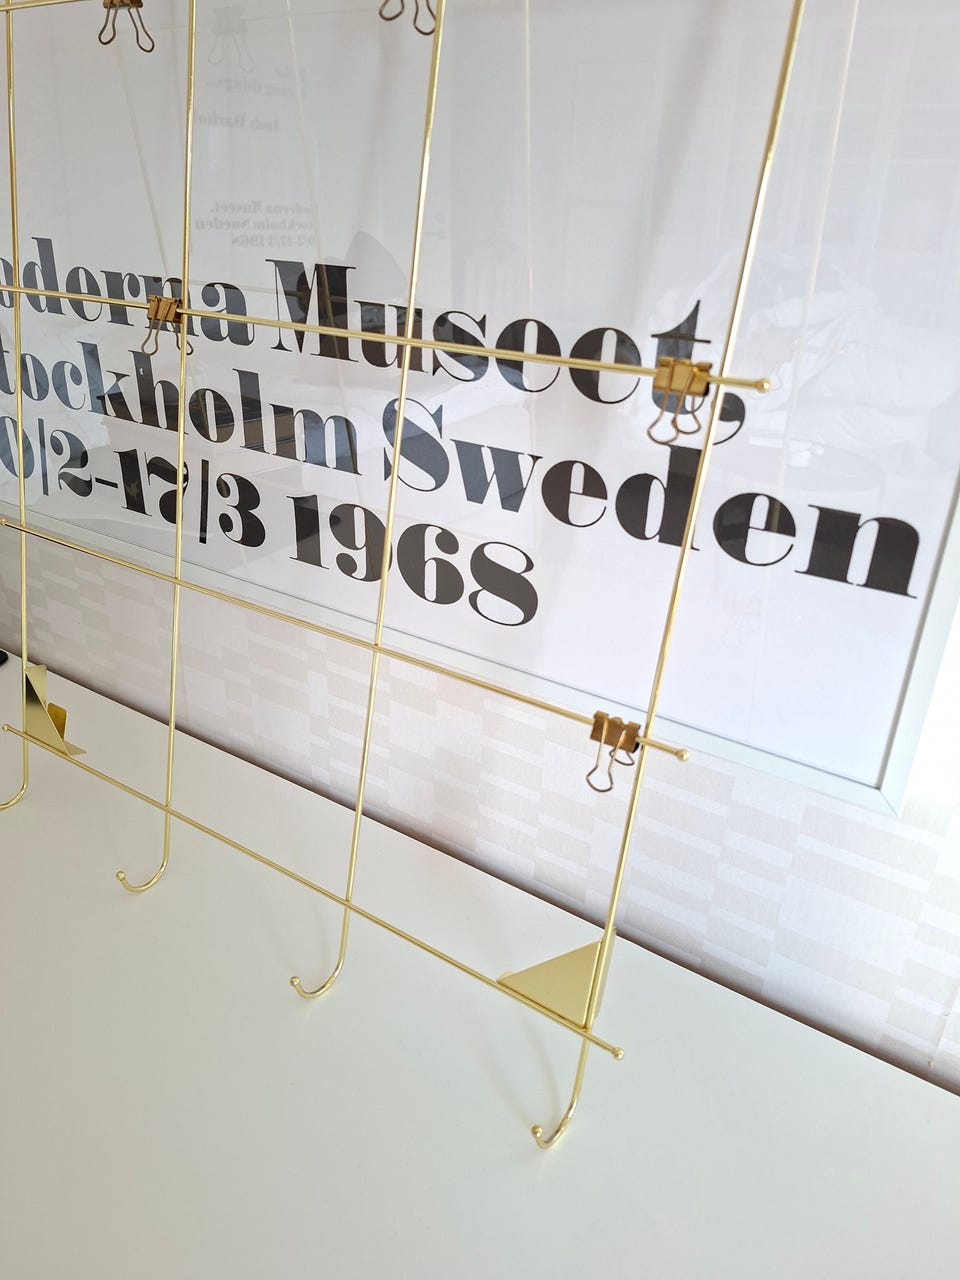 oderna Museet,
tockholm Sweden
0/2–17/3 1968